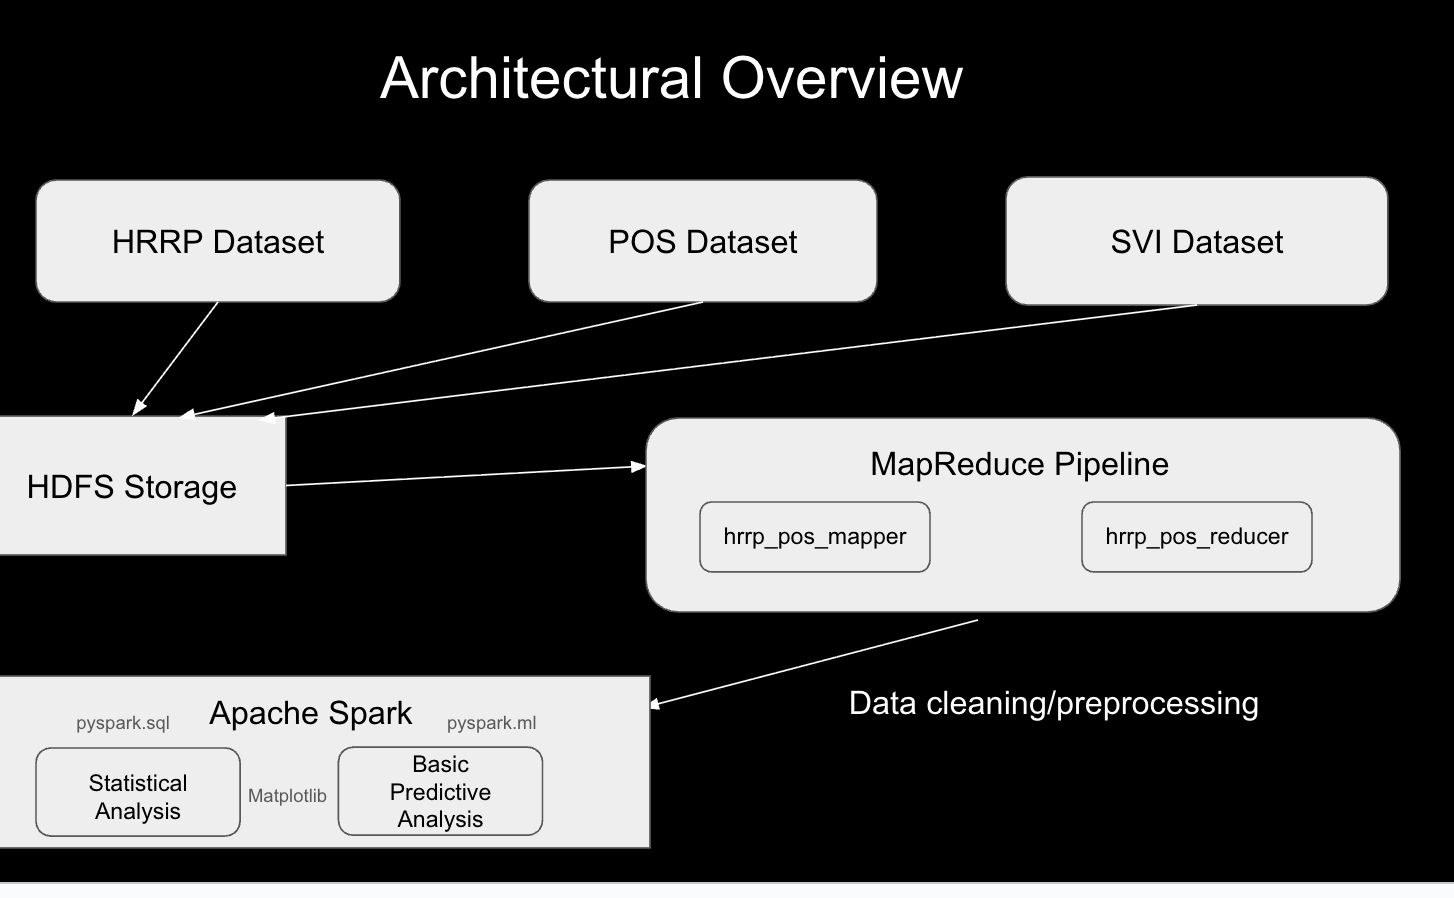 Architectural Overview
HRRP Dataset
POS Dataset
SVI Dataset
HDFS Storage
MapReduce Pipeline
hrrp_pos_mapper
hrrp_pos_reducer
Data cleaning/preprocessing
Apache Spark
pyspark.sql
pyspark.ml
Statistical
Analysis
Matplotlib
Basic
Predictive
Analysis